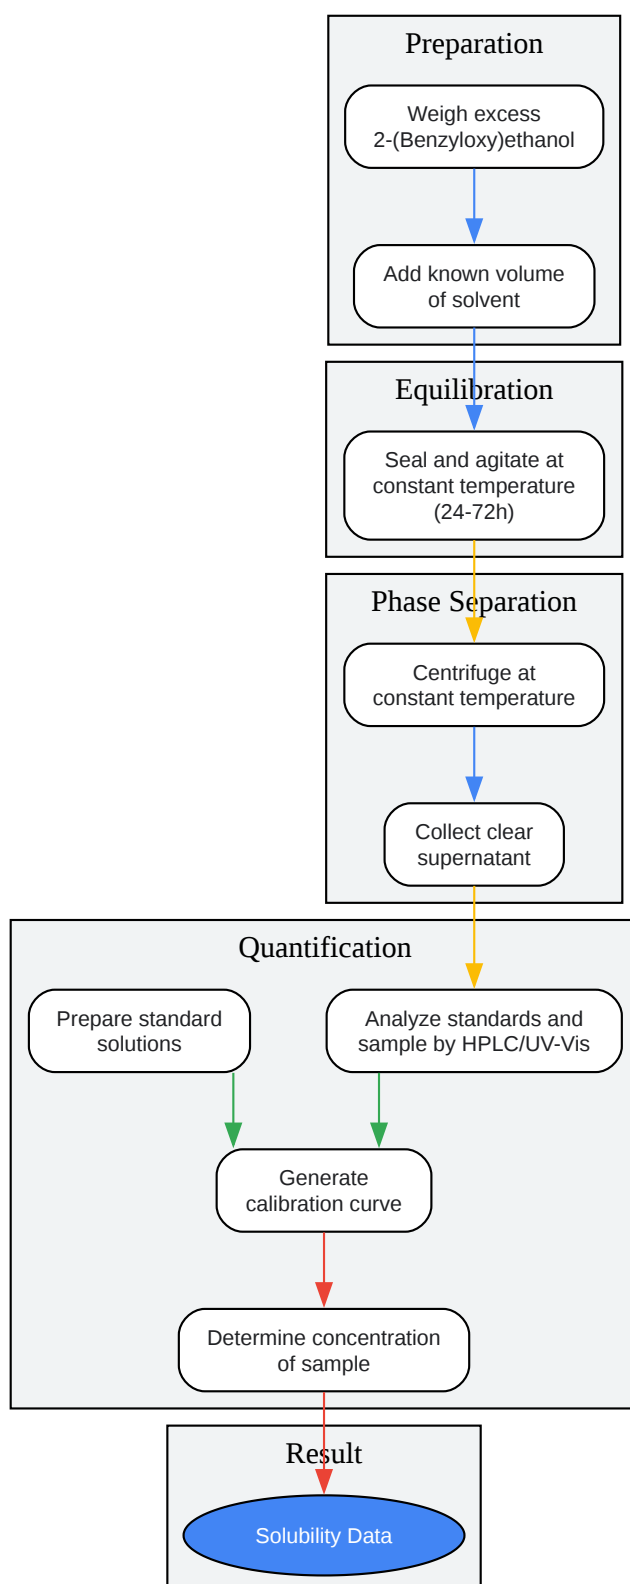 Preparation
Weigh excess
2-(Benzyloxy)ethanol
Add known volume
of solvent
Equilibration
Seal and agitate at
constant temperature
(24-72h)
Phase Separation
Centrifuge at
constant temperature
Collect clear
supernatant
Quantification
Prepare standard
solutions
Analyze standards and
sample by HPLC/UV-Vis
Generate
calibration curve
Determine concentration
of sample
Result
Solubility Data